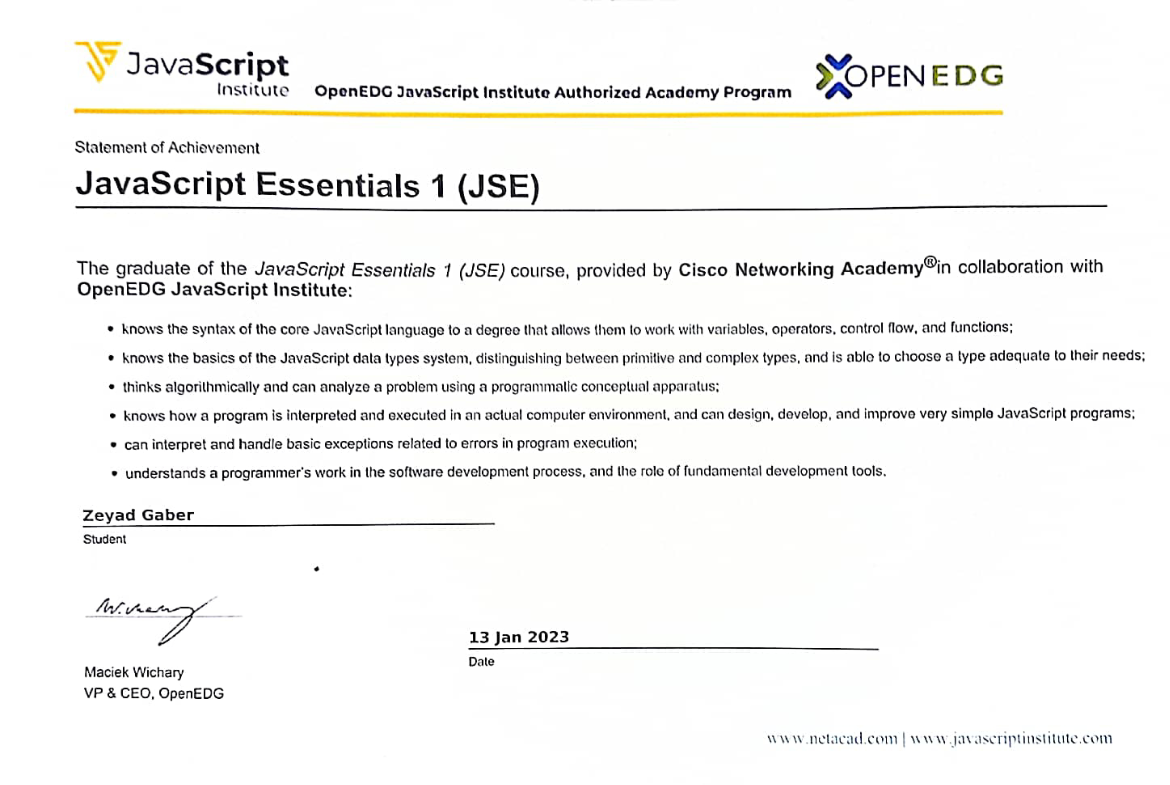 JavaScript
Institute
OpenEDG JavaScript Institute Authorized Academy Program
OPENEDG
Statement of Achievement
JavaScript Essentials 1 (JSE)
The graduate of the JavaScript Essentials 1 (JSE) course, provided by Cisco Networking Academy® in collaboration with
OpenEDG JavaScript Institute:
• knows the syntax of the core JavaScript language to a degree that allows them to work with variables, operators, control flow, and functions;
• knows the basics of the JavaScript data types system, distinguishing between primitive and complex types, and is able to choose a type adequate to their needs;
• thinks algorithmically and can analyze a problem using a programmatic conceptual apparatus;
• knows how a program is interpreted and executed in an actual computer environment, and can design, develop, and improve very simple JavaScript programs;
• can interpret and handle basic exceptions related to errors in program execution;
• understands a programmer's work in the software development process, and the role of fundamental development tools.
Zeyad Gaber
Student
13 Jan 2023
Date
Maciek Wichary
VP & CEO, OpenEDG
www.netacad.com | www.javascriptinstitute.com